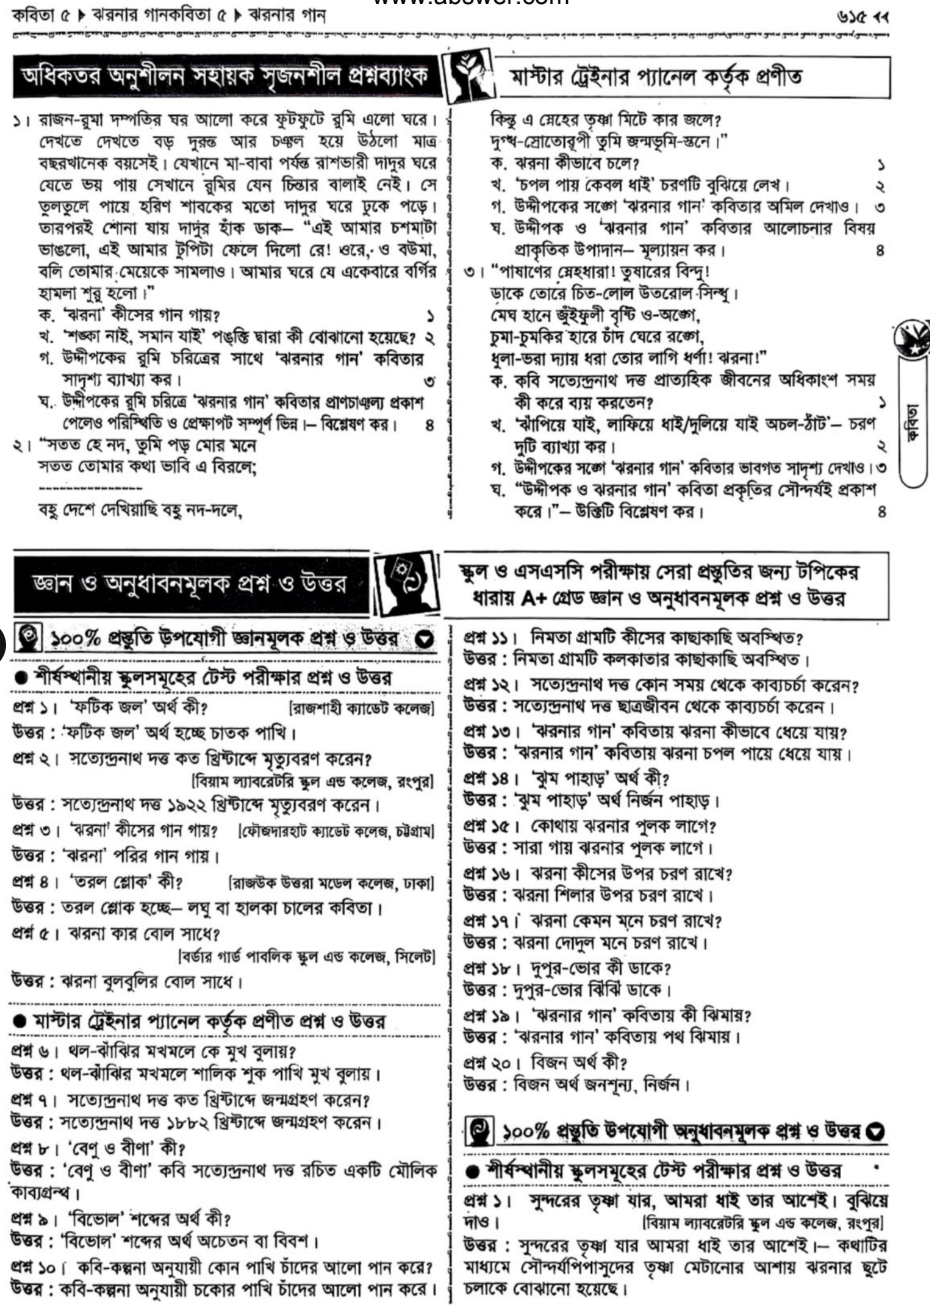 www.abswer.com
কবিতা ৫ ▶ ঝরনার গানকবিতা ৫ ▶ ঝরনার গান
৬১৫ ◀◀
অধিকতর অনুশীলন সহায়ক সৃজনশীল প্রশ্নব্যাংক
মাস্টার ট্রেইনার প্যানেল কর্তৃক প্রণীত
১। রাজন-রুমা দম্পতির ঘর আলো করে ফুটফুটে রুমি এলো ঘরে।
দেখতে দেখতে বড় দুরন্ত আর চঞ্চল হয়ে উঠলো মাত্র
বছরখানেক বয়সেই। যেখানে মা-বাবা পর্যন্ত রাশভারী দাদুর ঘরে
যেতে ভয় পায় সেখানে রুমির যেন চিন্তার বালাই নেই। সে
তুলতুলে পায়ে হরিণ শাবকের মতো দাদুর ঘরে ঢুকে পড়ে।
তারপরই শোনা যায় দাদুর হাঁক ডাক– “এই আমার চশমাটা
ভাঙলো, এই আমার টুপিটা ফেলে দিলো রে! ওরে, ও বউমা,
বলি তোমার মেয়েকে সামলাও। আমার ঘরে যে একেবারে বর্গির
হামলা শুরু হলো।”
ক. ‘ঝরনা’ কীসের গান গায়? ১
খ. ‘শঙ্কা নাই, সমান যাই’ পঙ্ক্তি দ্বারা কী বোঝানো হয়েছে? ২
গ. উদ্দীপকের রুমি চরিত্রের সাথে ‘ঝরনার গান’ কবিতার
সাদৃশ্য ব্যাখ্যা কর। ৩
ঘ. উদ্দীপকের রুমি চরিত্রে ‘ঝরনার গান’ কবিতার প্রাণচাঞ্চল্য প্রকাশ
পেলেও পরিস্থিতি ও প্রেক্ষাপট সম্পূর্ণ ভিন্ন।– বিশ্লেষণ কর। ৪
২। “সতত হে নদ, তুমি পড় মোর মনে
সতত তোমার কথা ভাবি এ বিরলে;
---------------
বহু দেশে দেখিয়াছি বহু নদ-দলে,
কিন্তু এ স্নেহের তৃষ্ণা মিটে কার জলে?
দুগ্ধ-স্রোতোরূপী তুমি জন্মভূমি-স্তনে।”
ক. ঝরনা কীভাবে চলে? ১
খ. ‘চপল পায় কেবল ধাই’ চরণটি বুঝিয়ে লেখ। ২
গ. উদ্দীপকের সঙ্গে ‘ঝরনার গান’ কবিতার অমিল দেখাও। ৩
ঘ. উদ্দীপক ও ‘ঝরনার গান’ কবিতার আলোচনার বিষয়
প্রাকৃতিক উপাদান– মূল্যায়ন কর। ৪
৩। “পাষাণের স্নেহধারা! তুষারের বিন্দু!
ডাকে তোরে চিত-লোল উতরোল সিন্ধু।
মেঘ হানে জুঁইফুলী বৃষ্টি ও-অঙ্গে,
চুমা-চুমকির হারে চাঁদ ঘেরে রঙ্গে,
ধুলা-ভরা দ্যায় ধরা তোর লাগি ধর্ণা! ঝরনা!”
ক. কবি সত্যেন্দ্রনাথ দত্ত প্রাত্যহিক জীবনের অধিকাংশ সময়
কী করে ব্যয় করতেন? ১
খ. ‘ঝাঁপিয়ে যাই, লাফিয়ে ধাই/দুলিয়ে যাই অচল-ঠাঁট’– চরণ
দুটি ব্যাখ্যা কর। ২
গ. উদ্দীপকের সঙ্গে ‘ঝরনার গান’ কবিতার ভাবগত সাদৃশ্য দেখাও। ৩
ঘ. “উদ্দীপক ও ঝরনার গান’ কবিতা প্রকৃতির সৌন্দর্যই প্রকাশ
করে।”– উক্তিটি বিশ্লেষণ কর। ৪
কবিতা
জ্ঞান ও অনুধাবনমূলক প্রশ্ন ও উত্তর
স্কুল ও এসএসসি পরীক্ষায় সেরা প্রস্তুতির জন্য টপিকের
ধারায় A+ গ্রেড জ্ঞান ও অনুধাবনমূলক প্রশ্ন ও উত্তর
১০০% প্রস্তুতি উপযোগী জ্ঞানমূলক প্রশ্ন ও উত্তর
● শীর্ষস্থানীয় স্কুলসমূহের টেস্ট পরীক্ষার প্রশ্ন ও উত্তর
প্রশ্ন ১। ‘ফটিক জল’ অর্থ কী? [রাজশাহী ক্যাডেট কলেজ]
উত্তর : ‘ফটিক জল’ অর্থ হচ্ছে চাতক পাখি।
প্রশ্ন ২। সত্যেন্দ্রনাথ দত্ত কত খ্রিষ্টাব্দে মৃত্যুবরণ করেন?
[বিয়াম ল্যাবরেটরি স্কুল এন্ড কলেজ, রংপুর]
উত্তর : সত্যেন্দ্রনাথ দত্ত ১৯২২ খ্রিষ্টাব্দে মৃত্যুবরণ করেন।
প্রশ্ন ৩। ‘ঝরনা’ কীসের গান গায়? [ফৌজদারহাট ক্যাডেট কলেজ, চট্টগ্রাম]
উত্তর : ‘ঝরনা’ পরির গান গায়।
প্রশ্ন ৪। ‘তরল শ্লোক’ কী? [রাজউক উত্তরা মডেল কলেজ, ঢাকা]
উত্তর : তরল শ্লোক হচ্ছে– লঘু বা হালকা চালের কবিতা।
প্রশ্ন ৫। ঝরনা কার বোল সাধে?
[বর্ডার গার্ড পাবলিক স্কুল এন্ড কলেজ, সিলেট]
উত্তর : ঝরনা বুলবুলির বোল সাধে।
● মাস্টার ট্রেইনার প্যানেল কর্তৃক প্রণীত প্রশ্ন ও উত্তর
প্রশ্ন ৬। থল-ঝাঁঝির মখমলে কে মুখ বুলায়?
উত্তর : থল-ঝাঁঝির মখমলে শালিক শুক পাখি মুখ বুলায়।
প্রশ্ন ৭। সত্যেন্দ্রনাথ দত্ত কত খ্রিষ্টাব্দে জন্মগ্রহণ করেন?
উত্তর : সত্যেন্দ্রনাথ দত্ত ১৮৮২ খ্রিষ্টাব্দে জন্মগ্রহণ করেন।
প্রশ্ন ৮। ‘বেণু ও বীণা’ কী?
উত্তর : ‘বেণু ও বীণা’ কবি সত্যেন্দ্রনাথ দত্ত রচিত একটি মৌলিক
কাব্যগ্রন্থ।
প্রশ্ন ৯। ‘বিভোল’ শব্দের অর্থ কী?
উত্তর : ‘বিভোল’ শব্দের অর্থ অচেতন বা বিবশ।
প্রশ্ন ১০। কবি-কল্পনা অনুযায়ী কোন পাখি চাঁদের আলো পান করে?
উত্তর : কবি-কল্পনা অনুযায়ী চকোর পাখি চাঁদের আলো পান করে।
প্রশ্ন ১১। নিমতা গ্রামটি কীসের কাছাকাছি অবস্থিত?
উত্তর : নিমতা গ্রামটি কলকাতার কাছাকাছি অবস্থিত।
প্রশ্ন ১২। সত্যেন্দ্রনাথ দত্ত কোন সময় থেকে কাব্যচর্চা করেন?
উত্তর : সত্যেন্দ্রনাথ দত্ত ছাত্রজীবন থেকে কাব্যচর্চা করেন।
প্রশ্ন ১৩। ‘ঝরনার গান’ কবিতায় ঝরনা কীভাবে ধেয়ে যায়?
উত্তর : ‘ঝরনার গান’ কবিতায় ঝরনা চপল পায়ে ধেয়ে যায়।
প্রশ্ন ১৪। ‘ঝুম পাহাড়’ অর্থ কী?
উত্তর : ‘ঝুম পাহাড়’ অর্থ নির্জন পাহাড়।
প্রশ্ন ১৫। কোথায় ঝরনার পুলক লাগে?
উত্তর : সারা গায় ঝরনার পুলক লাগে।
প্রশ্ন ১৬। ঝরনা কীসের উপর চরণ রাখে?
উত্তর : ঝরনা শিলার উপর চরণ রাখে।
প্রশ্ন ১৭। ঝরনা কেমন মনে চরণ রাখে?
উত্তর : ঝরনা দোদুল মনে চরণ রাখে।
প্রশ্ন ১৮। দুপুর-ভোর কী ডাকে?
উত্তর : দুপুর-ভোর ঝিঁঝি ডাকে।
প্রশ্ন ১৯। ‘ঝরনার গান’ কবিতায় কী ঝিমায়?
উত্তর : ‘ঝরনার গান’ কবিতায় পথ ঝিমায়।
প্রশ্ন ২০। বিজন অর্থ কী?
উত্তর : বিজন অর্থ জনশূন্য, নির্জন।
১০০% প্রস্তুতি উপযোগী অনুধাবনমূলক প্রশ্ন ও উত্তর
● শীর্ষস্থানীয় স্কুলসমূহের টেস্ট পরীক্ষার প্রশ্ন ও উত্তর
প্রশ্ন ১। সুন্দরের তৃষ্ণা যার, আমরা ধাই তার আশেই। বুঝিয়ে
দাও। [বিয়াম ল্যাবরেটরি স্কুল এন্ড কলেজ, রংপুর]
উত্তর : সুন্দরের তৃষ্ণা যার আমরা ধাই তার আশেই।– কথাটির
মাধ্যমে সৌন্দর্যপিপাসুদের তৃষ্ণা মেটানোর আশায় ঝরনার ছুটে
চলাকে বোঝানো হয়েছে।